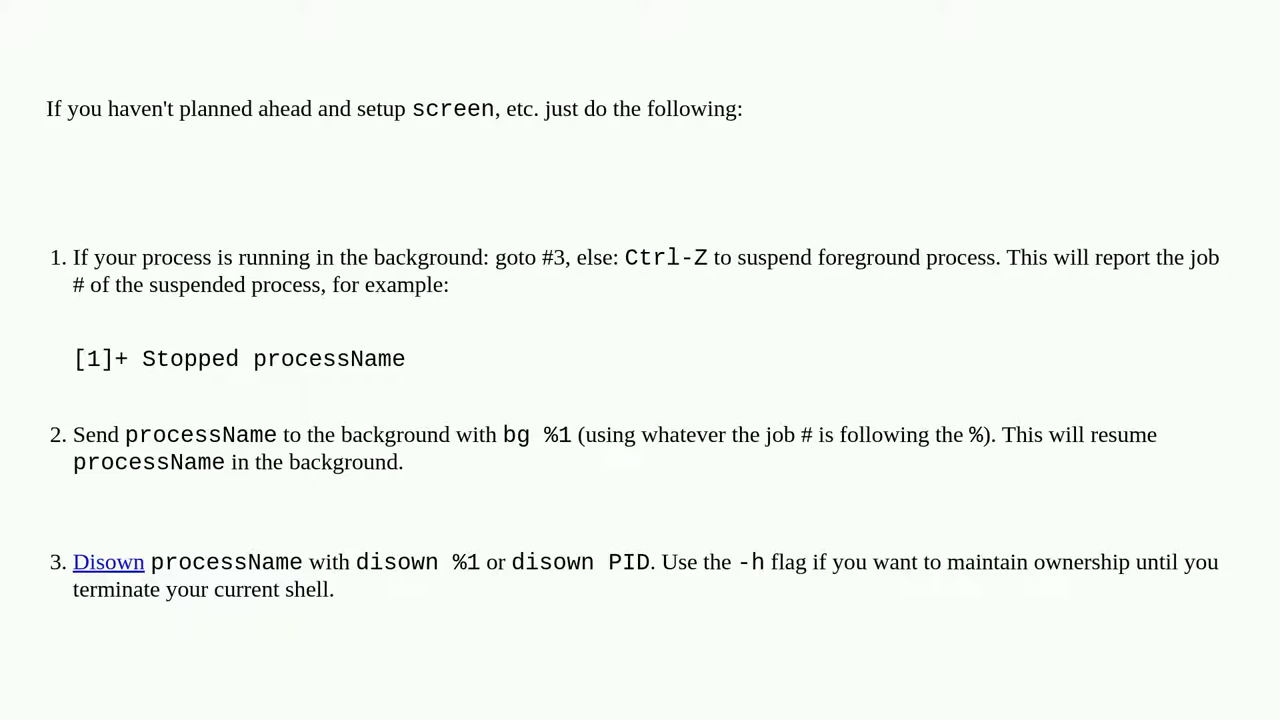 If you haven't planned ahead and setup screen, etc. just do the following:
1. If your process is running in the background: goto #3, else: Ctrl-Z to suspend foreground process. This will report the job
# of the suspended process, for example:
[1]+ Stopped processName
2. Send processName to the background with bg %1 (using whatever the job # is following the %). This will resume
processName in the background.
3. Disown processName with disown %1 or disown PID. Use the -h flag if you want to maintain ownership until you
terminate your current shell.